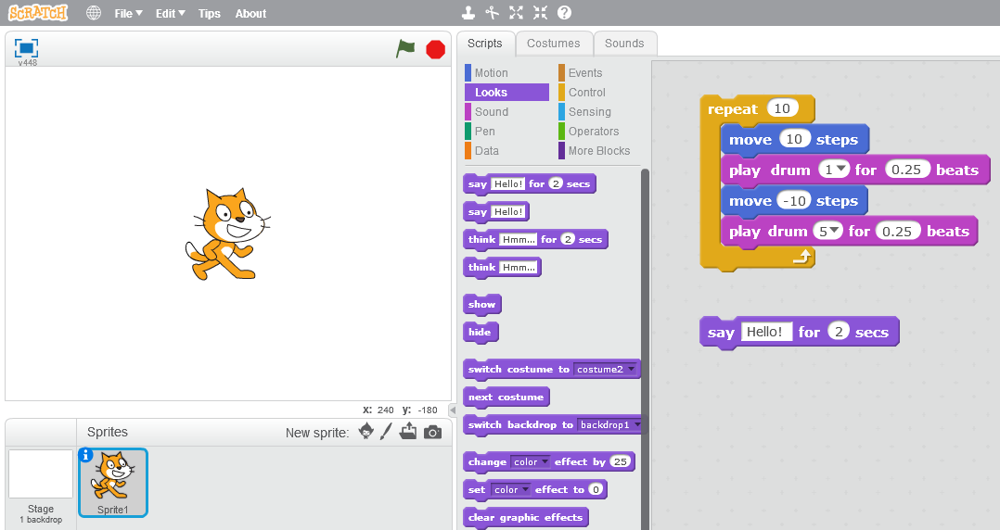 SCRATCH File Edit Tips About
v448
x: 240 y: -180
Sprites New sprite:
Stage
1 backdrop
Sprite1
Scripts Costumes Sounds
Motion Events
Looks Control
Sound Sensing
Pen Operators
Data More Blocks
say Hello! for 2 secs
say Hello!
think Hmm... for 2 secs
think Hmm...
show
hide
switch costume to costume2
next costume
switch backdrop to backdrop1
change color effect by 25
set color effect to 0
clear graphic effects
repeat 10
move 10 steps
play drum 1 for 0.25 beats
move -10 steps
play drum 5 for 0.25 beats
say Hello! for 2 secs